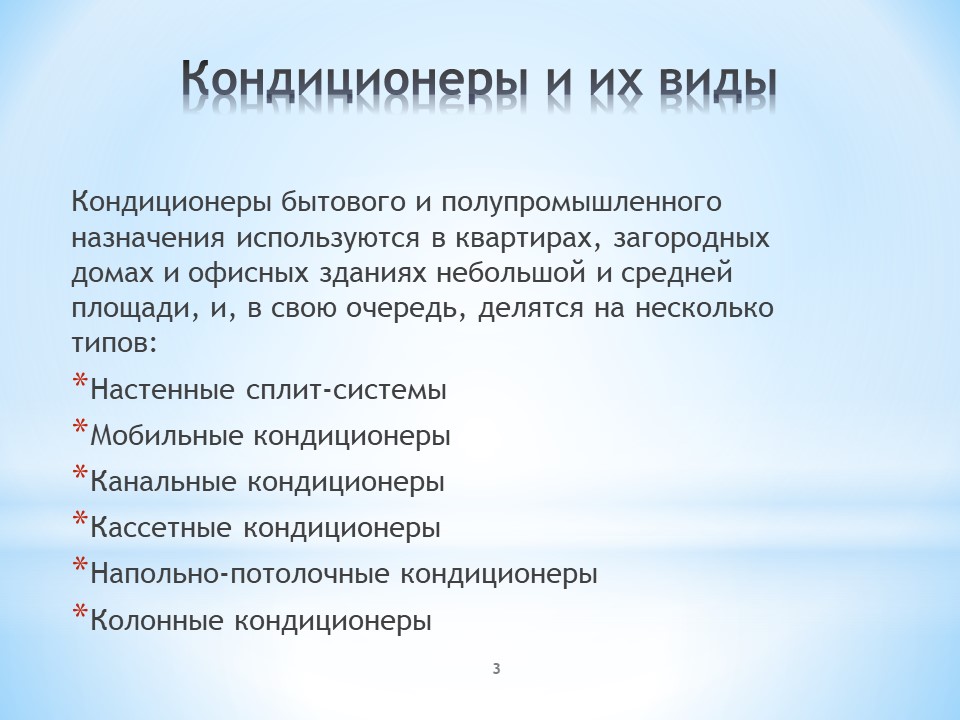 Кондиционеры и их виды
Кондиционеры бытового и полупромышленного
назначения используются в квартирах, загородных
домах и офисных зданиях небольшой и средней
площади, и, в свою очередь, делятся на несколько
типов:
*Настенные сплит-системы
*Мобильные кондиционеры
*Канальные кондиционеры
*Кассетные кондиционеры
*Напольно-потолочные кондиционеры
*Колонные кондиционеры
3